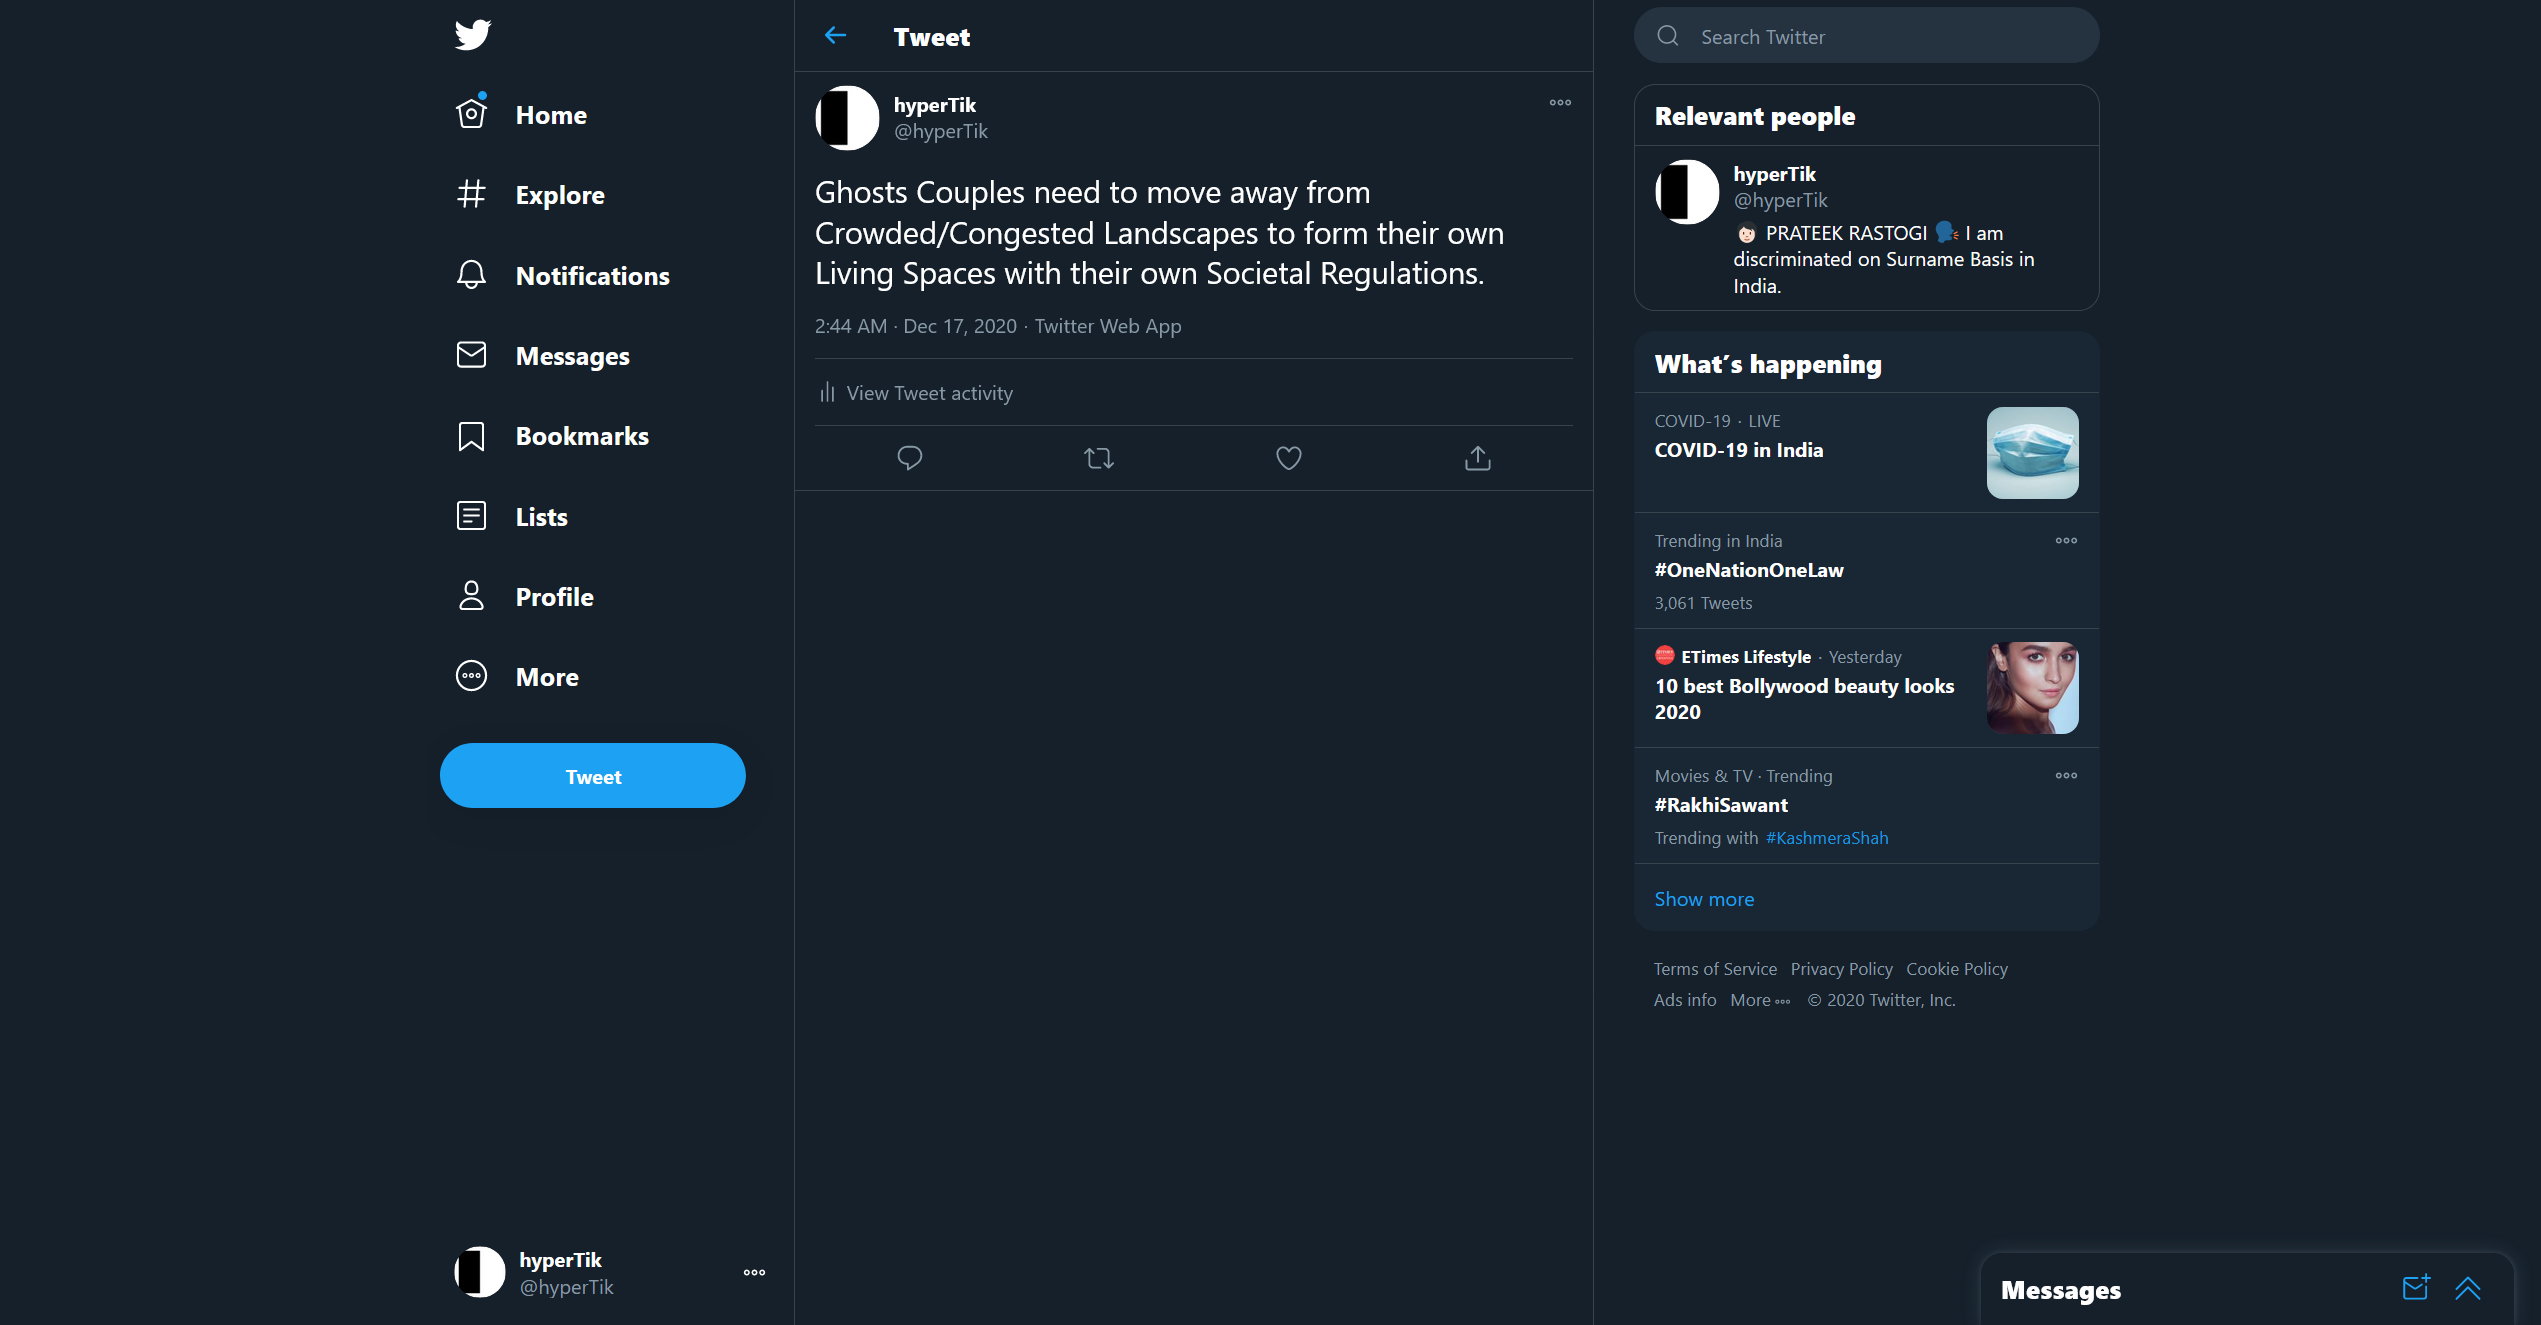 Home
Explore
Notifications
Messages
Bookmarks
Lists
Profile
More
Tweet
hyperTik
@hyperTik
Tweet
hyperTik
@hyperTik
Ghosts Couples need to move away from
Crowded/Congested Landscapes to form their own
Living Spaces with their own Societal Regulations.
2:44 AM · Dec 17, 2020 · Twitter Web App
View Tweet activity
Search Twitter
Relevant people
hyperTik
@hyperTik
PRATEEK RASTOGI I am
discriminated on Surname Basis in
India.
What's happening
COVID-19 · LIVE
COVID-19 in India
Trending in India
#OneNationOneLaw
3,061 Tweets
ETimes Lifestyle · Yesterday
10 best Bollywood beauty looks
2020
Movies & TV · Trending
#RakhiSawant
Trending with #KashmeraShah
Show more
Terms of Service Privacy Policy Cookie Policy
Ads info More © 2020 Twitter, Inc.
Messages